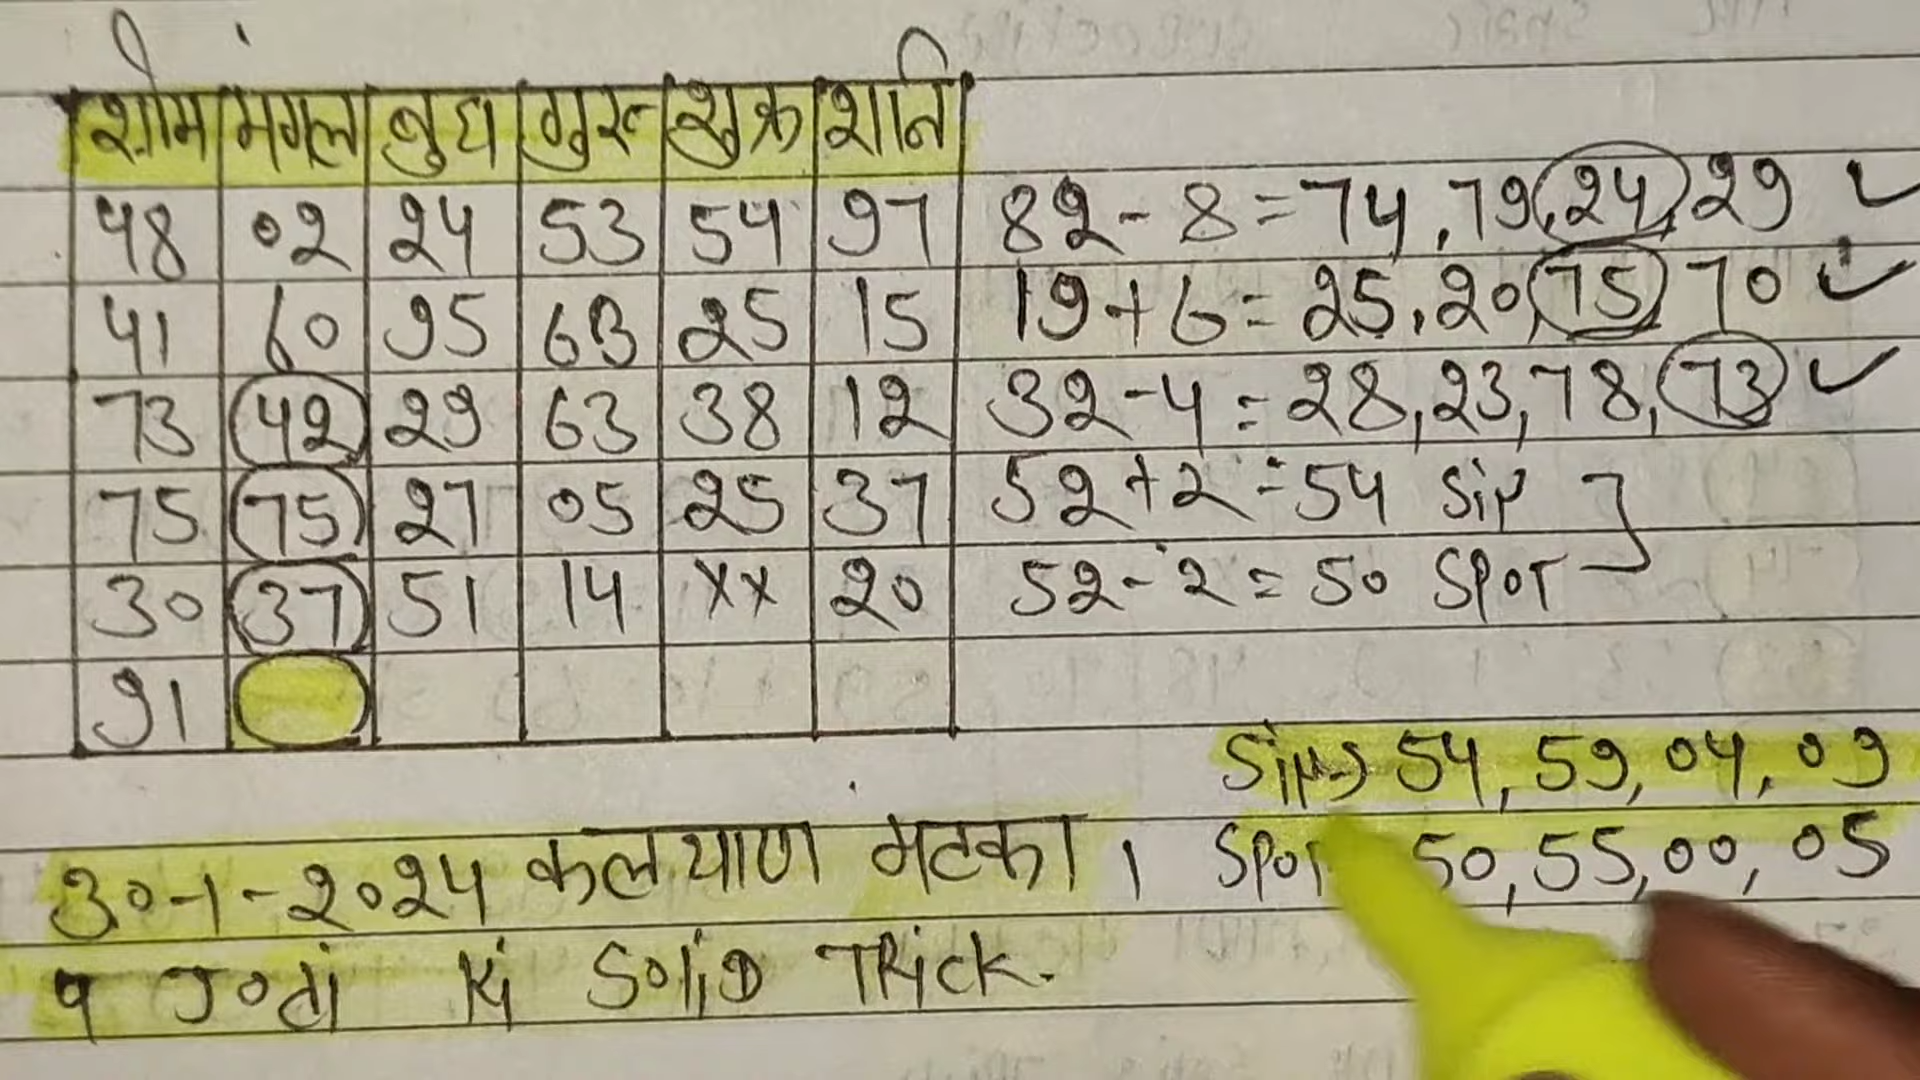 शोम मंगल बुध गुरु शुक्र शनि
48 02 24 53 54 97 82 - 8 = 74, 79, 24, 29 ✓
41 60 95 63 25 15 19 + 6 = 25, 20, 75, 70 ✓
73 42 29 63 38 12 32 - 4 = 28, 23, 78, 73 ✓
75 75 27 05 25 37 52 + 2 = 54 Sip
30 37 51 14 xx 20 52 - 2 = 50 SPOT
91
Sip→ 54, 59, 04, 09
30-1-2024 कलयाण मटका, SPOT 50, 55, 00, 05
9 Jodi Ki SoliD TRick.